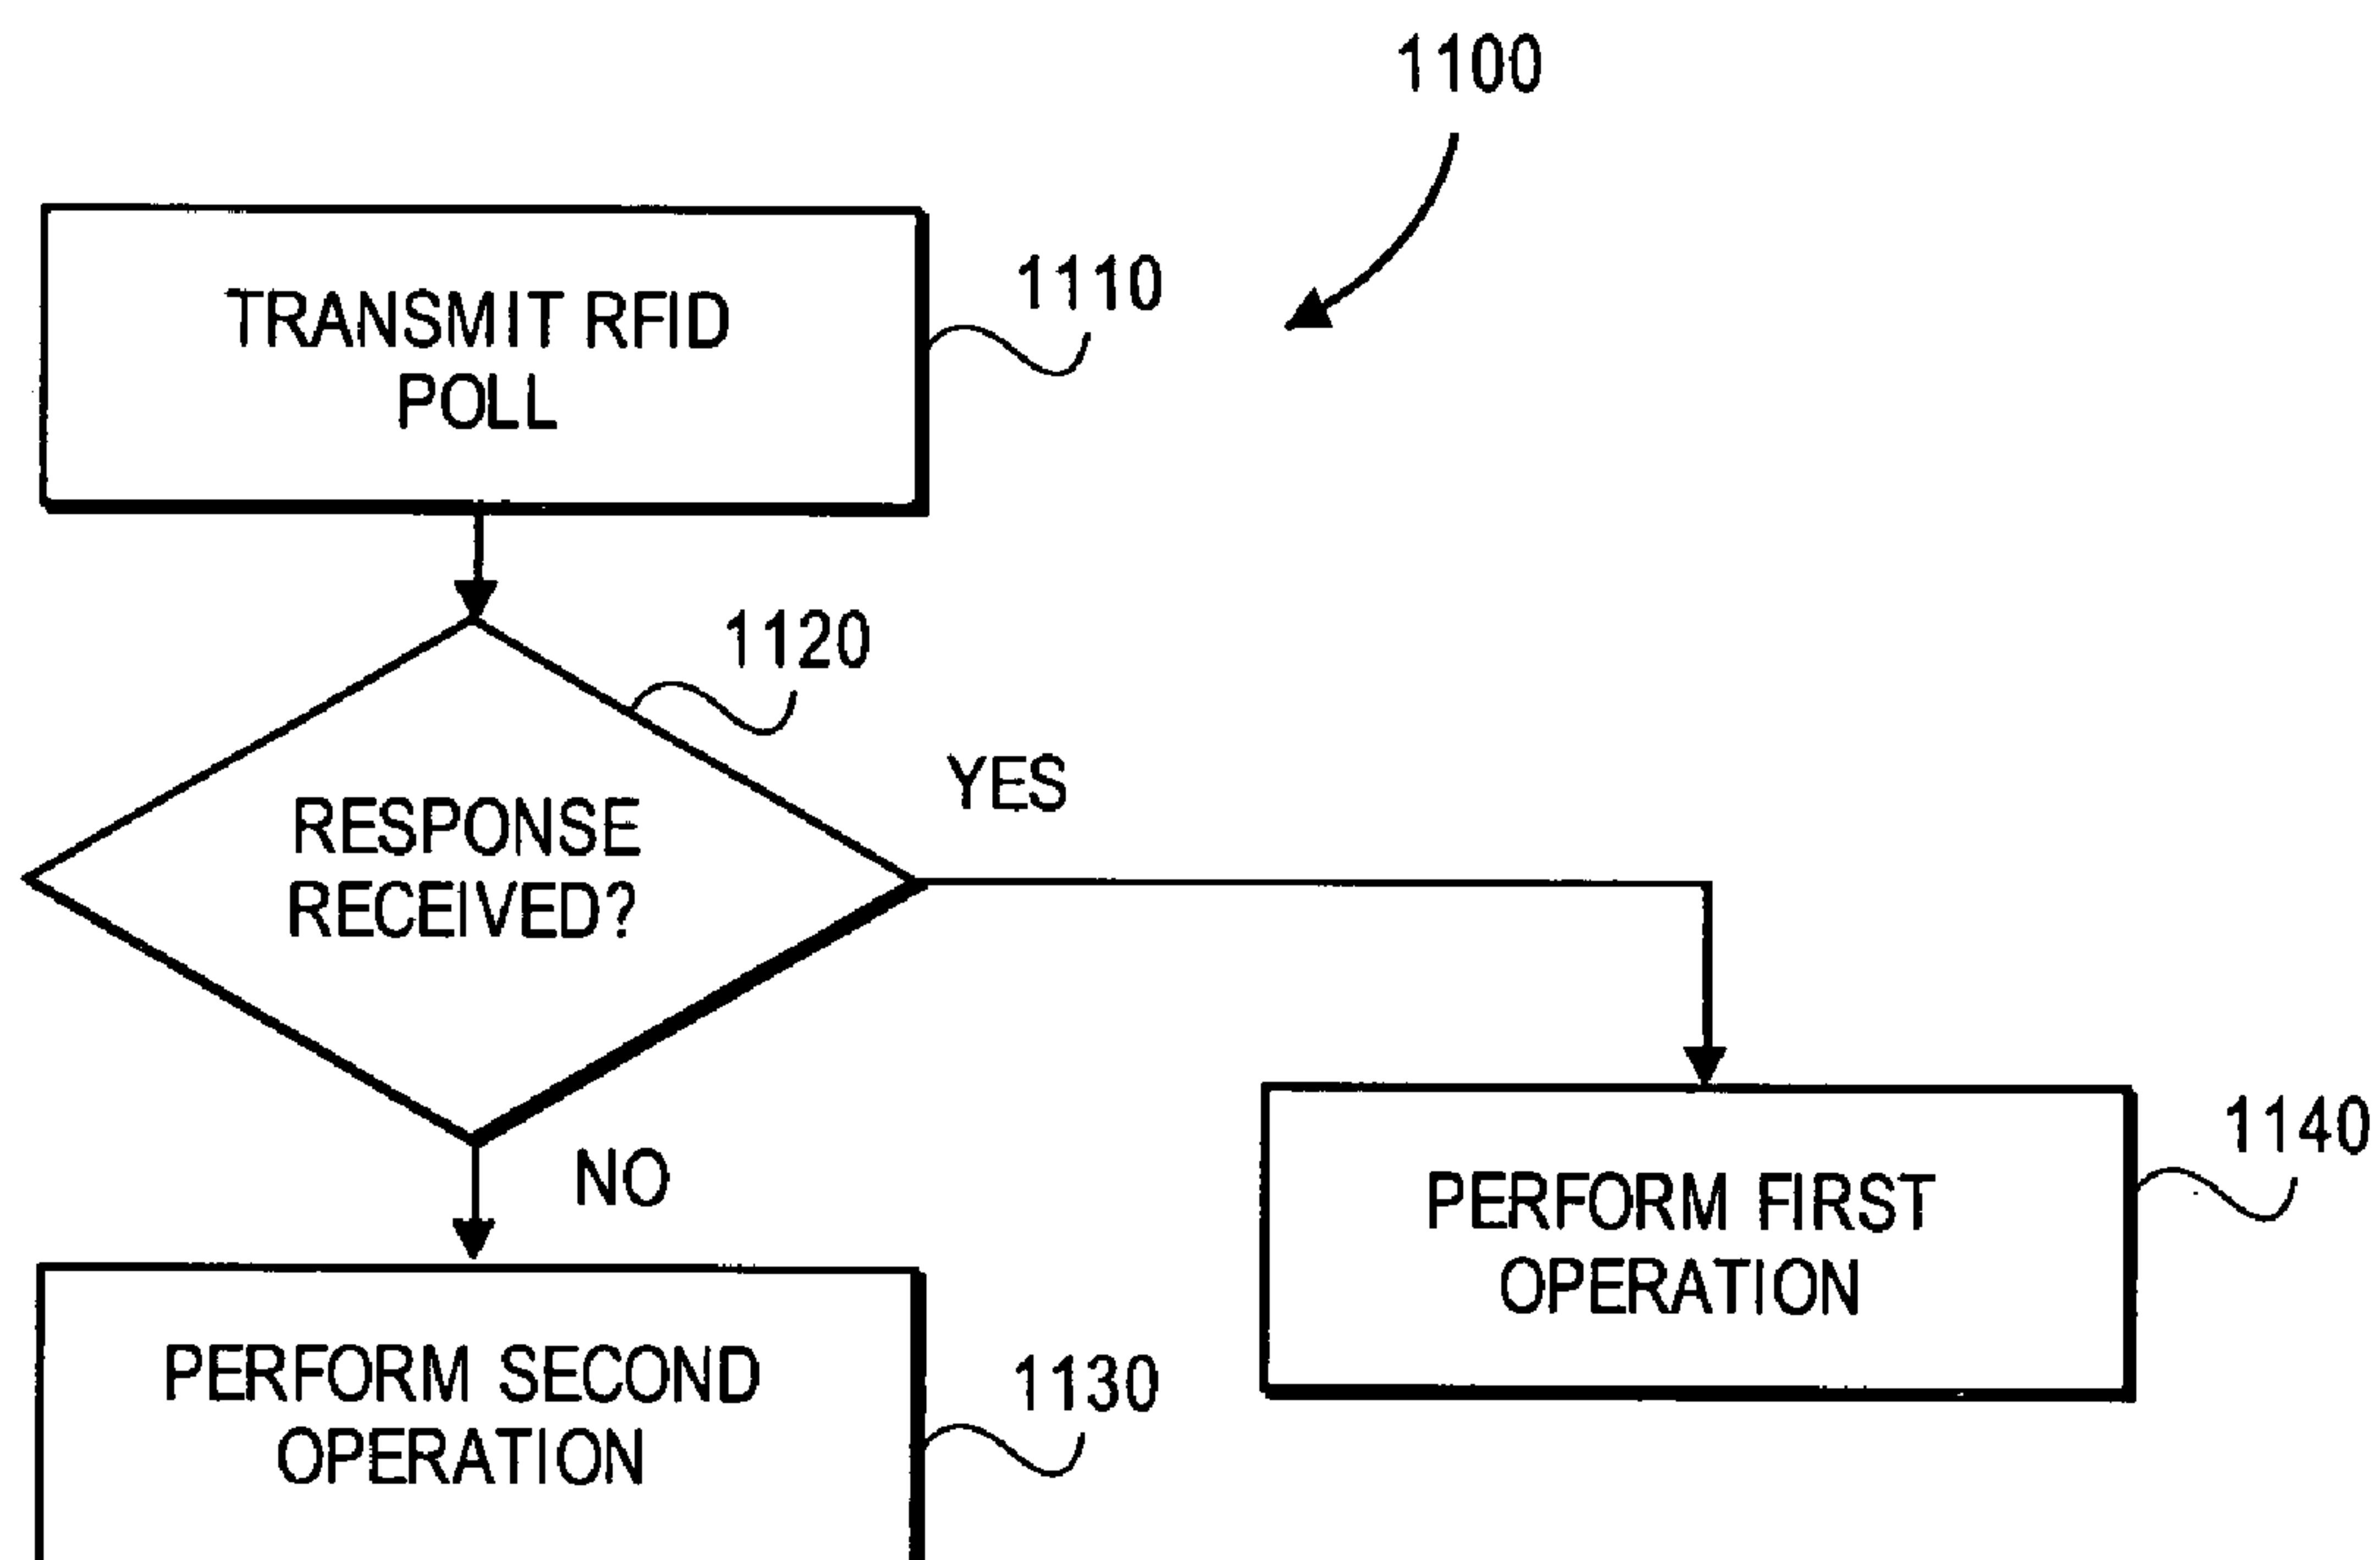 1100
TRANSMIT RFID
POLL
1110
1120
RESPONSE
RECEIVED?
YES
NO
PERFORM FIRST
OPERATION
1140
PERFORM SECOND
OPERATION
1130